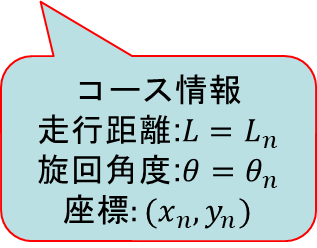 コース情報
走行距離:L = Lₙ
旋回角度:θ = θₙ
座標: (xₙ, yₙ)